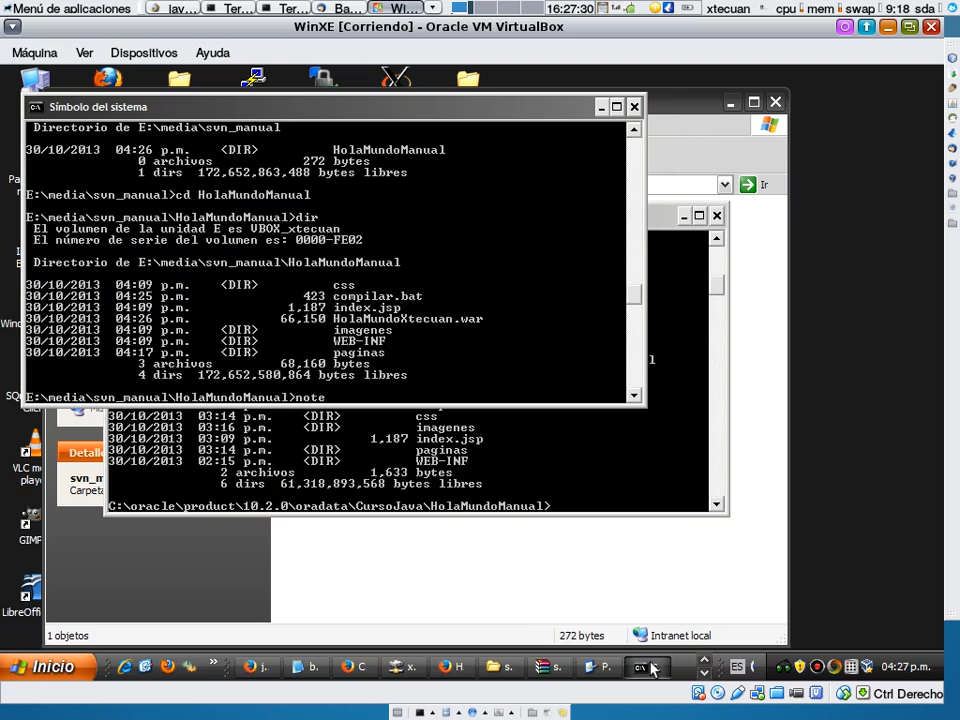 Menú de aplicaciones
Iav...
Ter...
Ter...
Ba...
Wi...
16:27:30
xtecuan
cpu
mem
swap
9:18
sda
WinXE [Corriendo] - Oracle VM VirtualBox
Máquina Ver Dispositivos Ayuda
Símbolo del sistema
Directorio de E:\media\svn_manual
30/10/2013 04:26 p.m. <DIR> HolaMundoManual
0 archivos 272 bytes
1 dirs 172,652,863,488 bytes libres
E:\media\svn_manual>cd HolaMundoManual
E:\media\svn_manual\HolaMundoManual>dir
El volumen de la unidad E es VBOX_xtecuan
El número de serie del volumen es: 0000-FE02
Directorio de E:\media\svn_manual\HolaMundoManual
30/10/2013 04:09 p.m. <DIR> css
30/10/2013 04:25 p.m. 423 compilar.bat
30/10/2013 04:09 p.m. 1,187 index.jsp
30/10/2013 04:26 p.m. 66,150 HolaMundoXtecuan.war
30/10/2013 04:09 p.m. <DIR> imagenes
30/10/2013 04:09 p.m. <DIR> WEB-INF
30/10/2013 04:17 p.m. <DIR> paginas
3 archivos 68,160 bytes
4 dirs 172,652,580,864 bytes libres
E:\media\svn_manual\HolaMundoManual>note
Ir
30/10/2013 03:14 p.m. <DIR> css
30/10/2013 03:16 p.m. <DIR> imagenes
30/10/2013 03:09 p.m. 1,187 index.jsp
30/10/2013 03:14 p.m. <DIR> paginas
30/10/2013 02:15 p.m. <DIR> WEB-INF
2 archivos 1,633 bytes
6 dirs 61,318,893,568 bytes libres
C:\oracle\product\10.2.0\oradata\CursoJava\HolaMundoManual>
Detalle
svn_m
Carpeta
VLC me
playe
GIMP
LibreOffi
1 objetos
272 bytes
Intranet local
Inicio
j.
b.
C
x.
H
s.
s.
P.
ES
04:27 p.m.
Ctrl Derecho